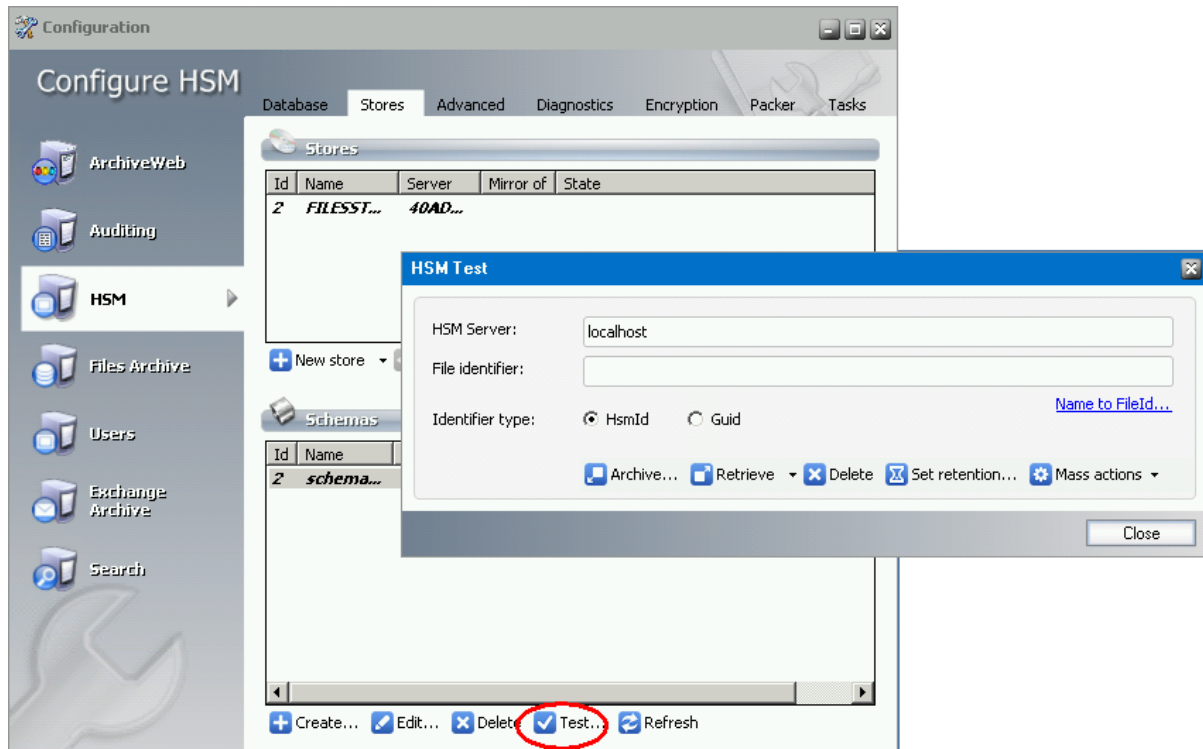 Configuration
Configure HSM
Database Stores Advanced Diagnostics Encryption Packer Tasks
ArchiveWeb
Auditing
HSM
Files Archive
Users
Exchange
Archive
Search
Stores
Id Name Server Mirror of State
2 FILESST... 40AD...
New store
Schemas
Id Name
2 schema...
Create... Edit... Delete Test... Refresh
HSM Test
HSM Server: localhost
File identifier:
Name to FileId...
Identifier type: HsmId Guid
Archive... Retrieve Delete Set retention... Mass actions
Close